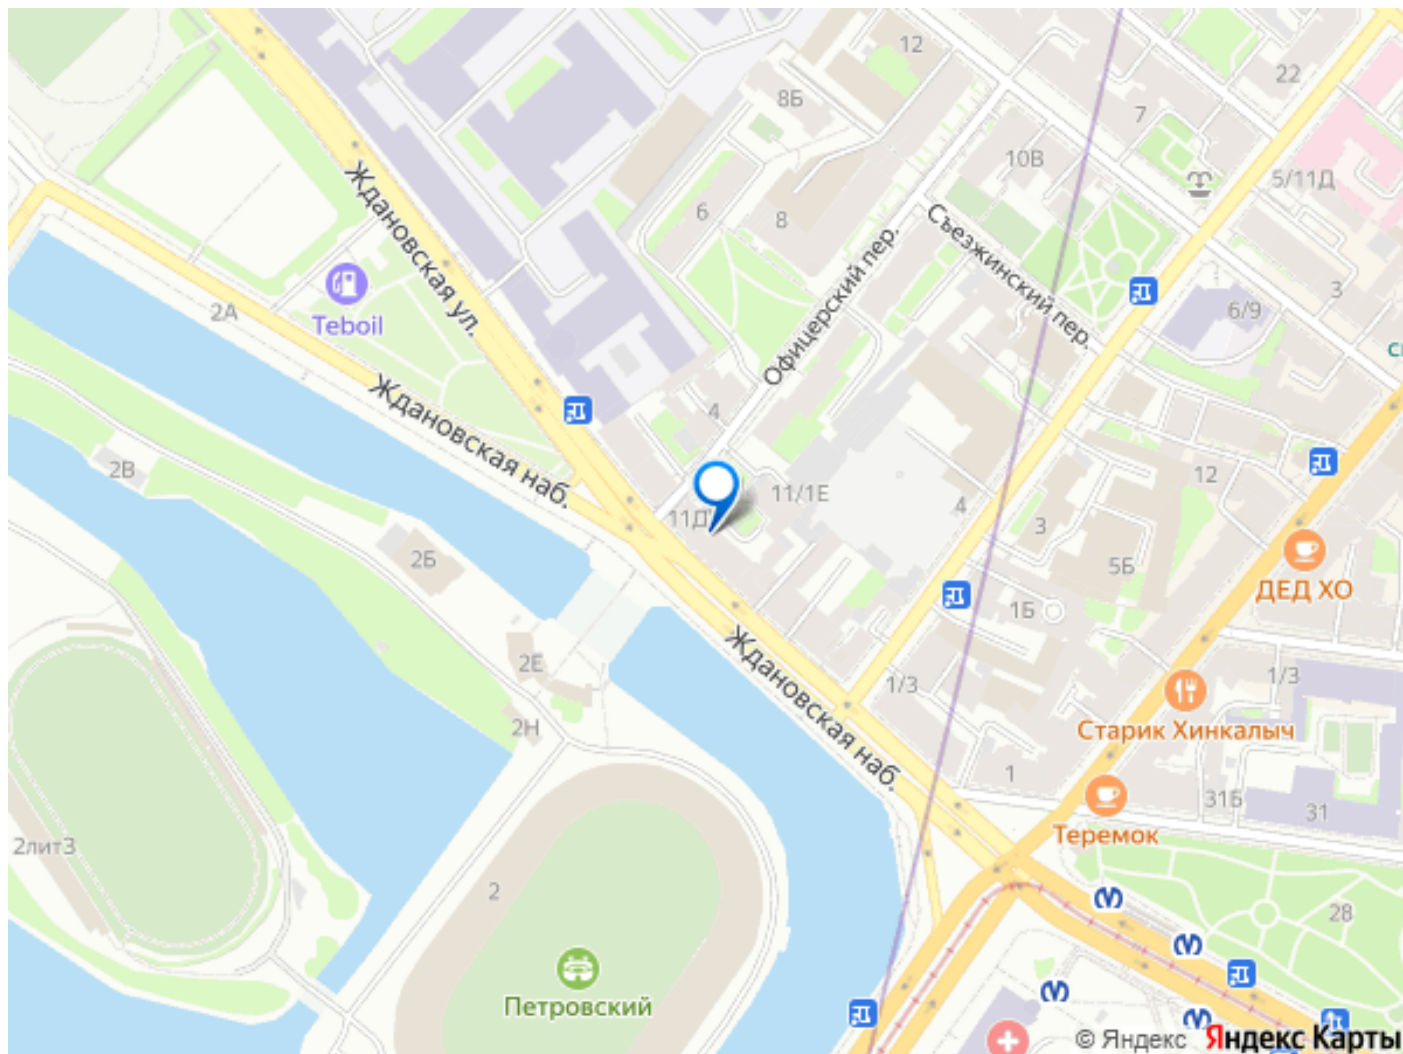 12
22
8Б
7
10В
5/11Д
Ждановская ул.
6
8
Съезжинский пер.
Офицерский пер.
3
6/9
2А
Teboil
Ждановская наб.
4
2В
11Д
11/1Е
12
4
3
2Б
5Б
ДЕД ХО
1Б
2Е
Ждановская наб.
1/3
1/3
2Н
Старик Хинкалыч
1
31Б
31
Теремок
2лит3
2
28
Петровский
© Яндекс Яндекс Карты